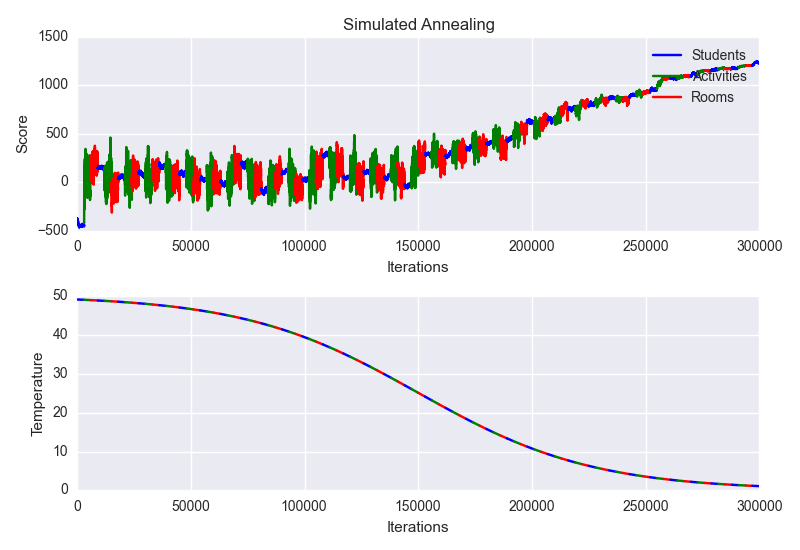 Simulated Annealing
1500
1000
500
0
−500
Score
Students
Activities
Rooms
0 50000 100000 150000 200000 250000 300000
Iterations
50
40
30
20
10
0
Temperature
0 50000 100000 150000 200000 250000 300000
Iterations